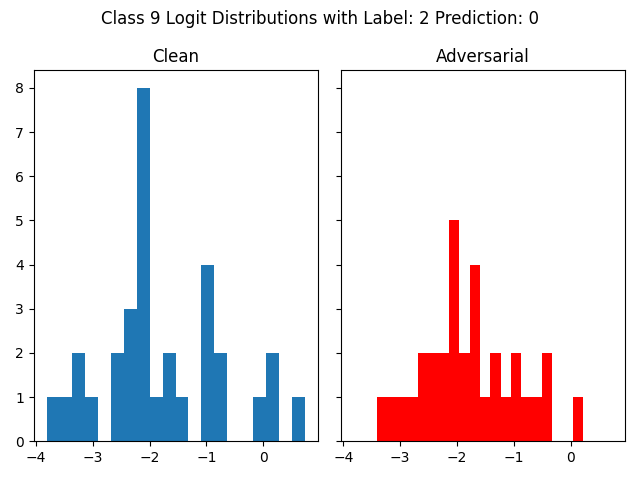 Class 9 Logit Distributions with Label: 2 Prediction: 0
Clean
Adversarial
8
7
6
5
4
3
2
1
0
−4 −3 −2 −1 0
−4 −3 −2 −1 0